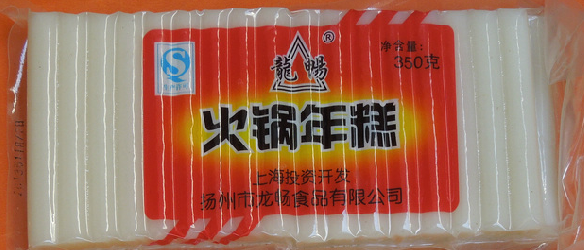 龍暢®
净含量:
350克
火锅年糕
上海投资开发
扬州市龙畅食品有限公司